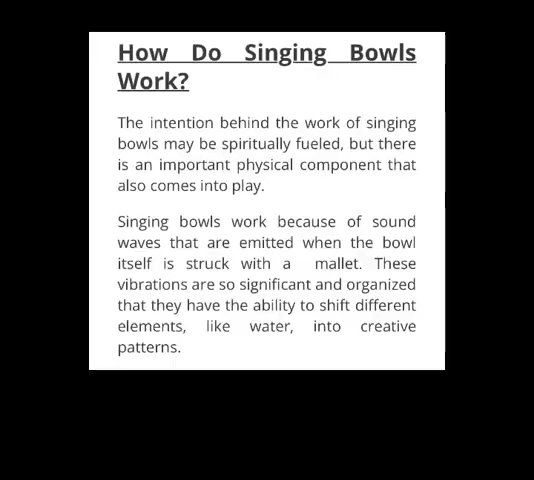 How Do Singing Bowls
Work?
The intention behind the work of singing
bowls may be spiritually fueled, but there
is an important physical component that
also comes into play.
Singing bowls work because of sound
waves that are emitted when the bowl
itself is struck with a mallet. These
vibrations are so significant and organized
that they have the ability to shift different
elements, like water, into creative
patterns.